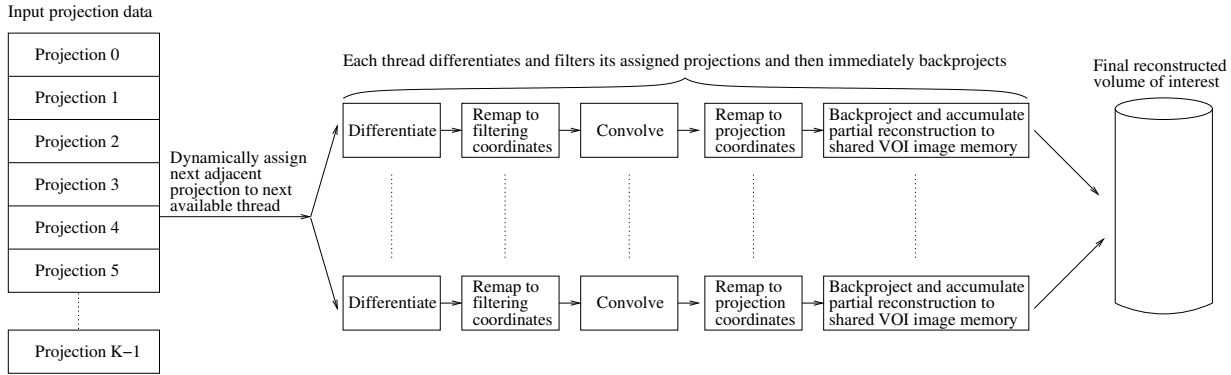 Input projection data
Projection 0
Projection 1
Projection 2
Projection 3
Projection 4
Projection 5
Projection K−1
Dynamically assign
next adjacent
projection to next
available thread
Each thread differentiates and filters its assigned projections and then immediately backprojects
Differentiate
Remap to
filtering
coordinates
Convolve
Remap to
projection
coordinates
Backproject and accumulate
partial reconstruction to
shared VOI image memory
Differentiate
Remap to
filtering
coordinates
Convolve
Remap to
projection
coordinates
Backproject and accumulate
partial reconstruction to
shared VOI image memory
Final reconstructed
volume of interest